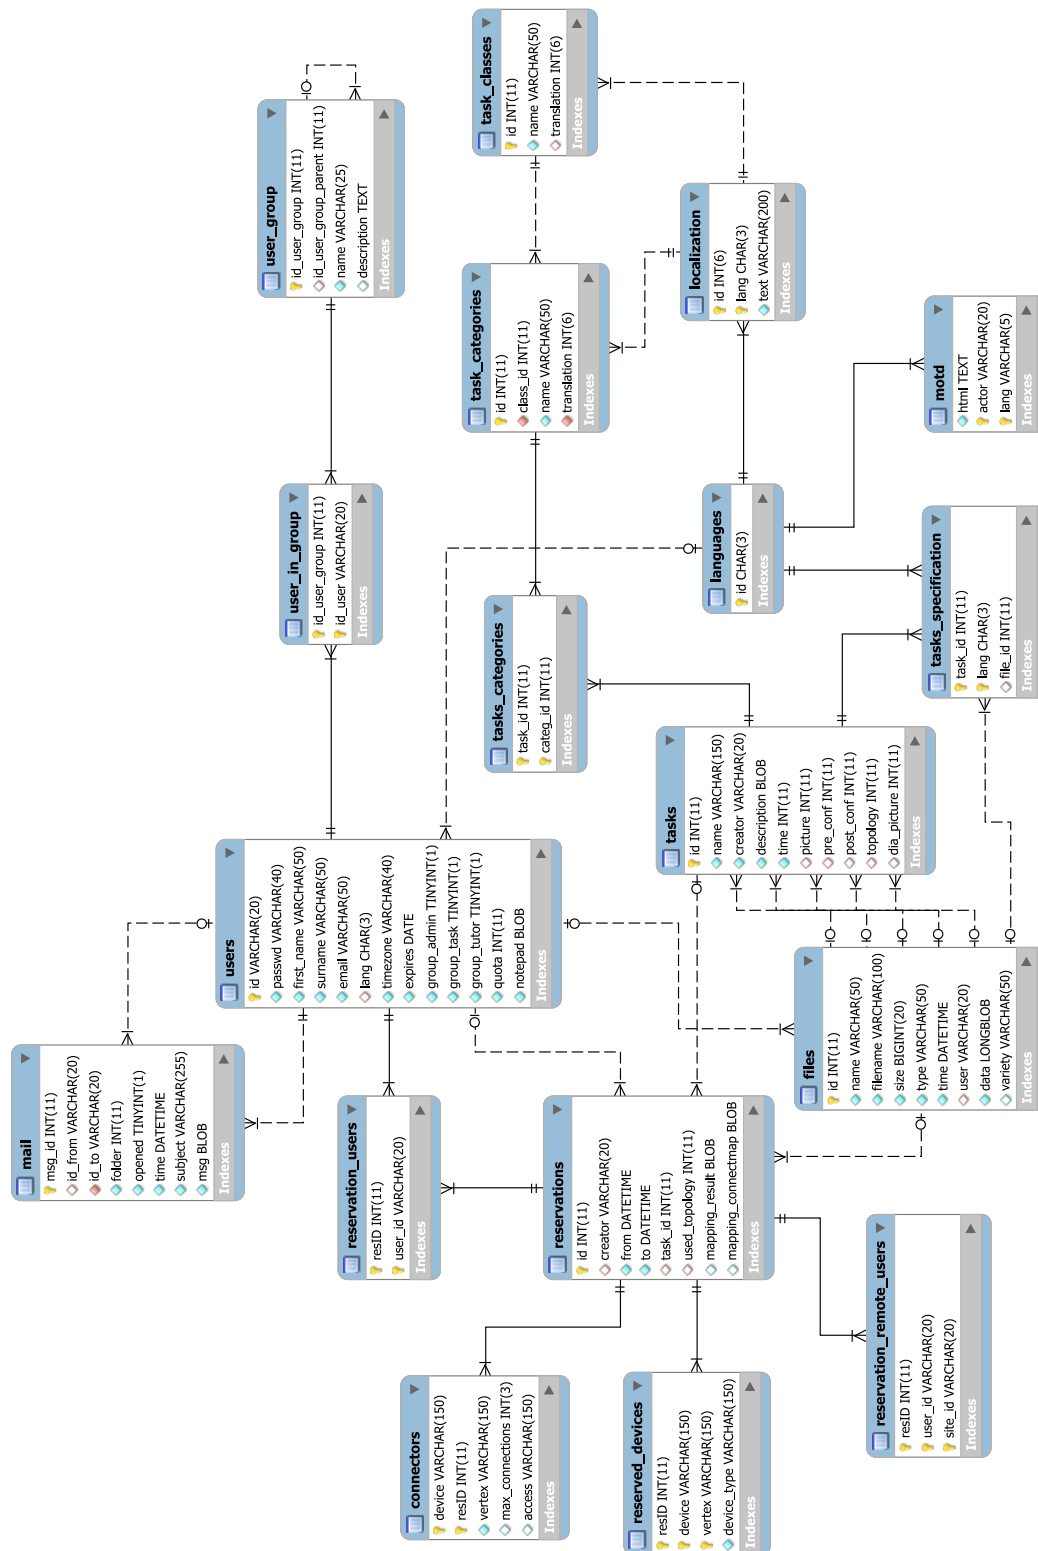 mail
msg_id INT(11)
id_from VARCHAR(20)
id_to VARCHAR(20)
folder INT(11)
opened TINYINT(1)
time DATETIME
subject VARCHAR(255)
msg BLOB
Indexes
users
id VARCHAR(20)
passwd VARCHAR(40)
first_name VARCHAR(50)
surname VARCHAR(50)
email VARCHAR(50)
lang CHAR(3)
timezone VARCHAR(40)
expires DATE
group_admin TINYINT(1)
group_task TINYINT(1)
group_tutor TINYINT(1)
quota INT(11)
notepad BLOB
Indexes
user_in_group
id_user_group INT(11)
id_user VARCHAR(20)
Indexes
user_group
id_user_group INT(11)
id_user_group_parent INT(11)
name VARCHAR(25)
description TEXT
Indexes
connectors
device VARCHAR(150)
resID INT(11)
vertex VARCHAR(150)
max_connections INT(3)
access VARCHAR(150)
Indexes
reservation_users
resID INT(11)
user_id VARCHAR(20)
Indexes
tasks_categories
task_id INT(11)
categ_id INT(11)
Indexes
task_categories
id INT(11)
class_id INT(11)
name VARCHAR(50)
translation INT(6)
Indexes
task_classes
id INT(11)
name VARCHAR(50)
translation INT(6)
Indexes
reserved_devices
resID INT(11)
device VARCHAR(150)
vertex VARCHAR(150)
device_type VARCHAR(150)
Indexes
reservations
id INT(11)
creator VARCHAR(20)
from DATETIME
to DATETIME
task_id INT(11)
used_topology INT(11)
mapping_result BLOB
mapping_connectmap BLOB
Indexes
tasks
id INT(11)
name VARCHAR(150)
creator VARCHAR(20)
description BLOB
time INT(11)
picture INT(11)
pre_conf INT(11)
post_conf INT(11)
topology INT(11)
dia_picture INT(11)
Indexes
languages
id CHAR(3)
Indexes
localization
id INT(6)
lang CHAR(3)
text VARCHAR(200)
Indexes
reservation_remote_users
resID INT(11)
user_id VARCHAR(20)
site_id VARCHAR(20)
Indexes
files
id INT(11)
name VARCHAR(50)
filename VARCHAR(100)
size BIGINT(20)
type VARCHAR(50)
time DATETIME
user VARCHAR(20)
data LONGBLOB
variety VARCHAR(50)
Indexes
tasks_specification
task_id INT(11)
lang CHAR(3)
file_id INT(11)
Indexes
motd
html TEXT
actor VARCHAR(20)
lang VARCHAR(5)
Indexes